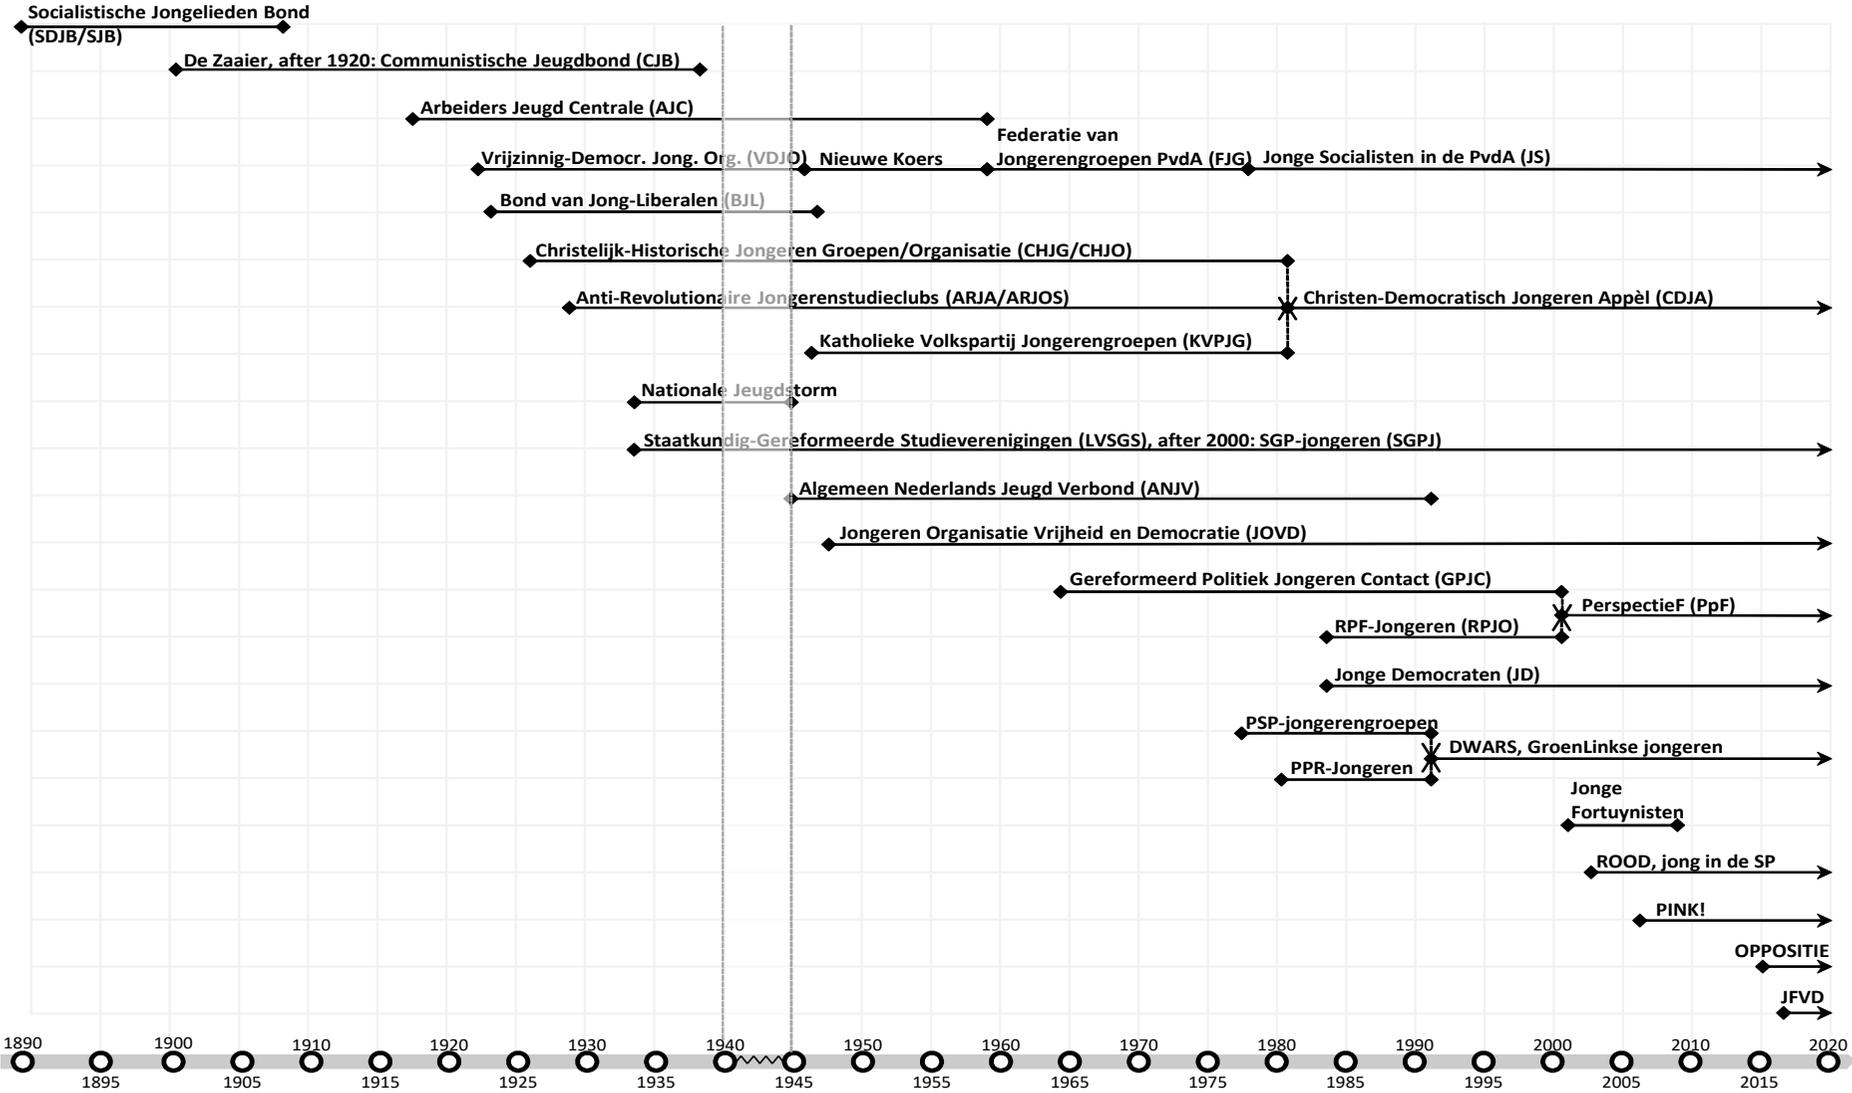 Socialistische Jongelieden Bond
(SDJB/SJB)
De Zaaier, after 1920: Communistische Jeugdbond (CJB)
Arbeiders Jeugd Centrale (AJC)
Federatie van
Vrijzinnig-Democr. Jong. Org. (VDJO) Nieuwe Koers Jongerengroepen PvdA (FJG) Jonge Socialisten in de PvdA (JS)
Bond van Jong-Liberalen (BJL)
Christelijk-Historische Jongeren Groepen/Organisatie (CHJG/CHJO)
Anti-Revolutionaire Jongerenstudieclubs (ARJA/ARJOS) Christen-Democratisch Jongeren Appèl (CDJA)
Katholieke Volkspartij Jongerengroepen (KVPJG)
Nationale Jeugdstorm
Staatkundig-Gereformeerde Studieverenigingen (LVSGS), after 2000: SGP-jongeren (SGPJ)
Algemeen Nederlands Jeugd Verbond (ANJV)
Jongeren Organisatie Vrijheid en Democratie (JOVD)
Gereformeerd Politiek Jongeren Contact (GPJC)
PerspectieF (PpF)
RPF-Jongeren (RPJO)
Jonge Democraten (JD)
PSP-jongerengroepen
DWARS, GroenLinkse jongeren
PPR-Jongeren
Jonge
Fortuynisten
ROOD, jong in de SP
PINK!
OPPOSITIE
JFVD
1890 1900 1910 1920 1930 1940 1950 1960 1970 1980 1990 2000 2010 2020
1895 1905 1915 1925 1935 1945 1955 1965 1975 1985 1995 2005 2015